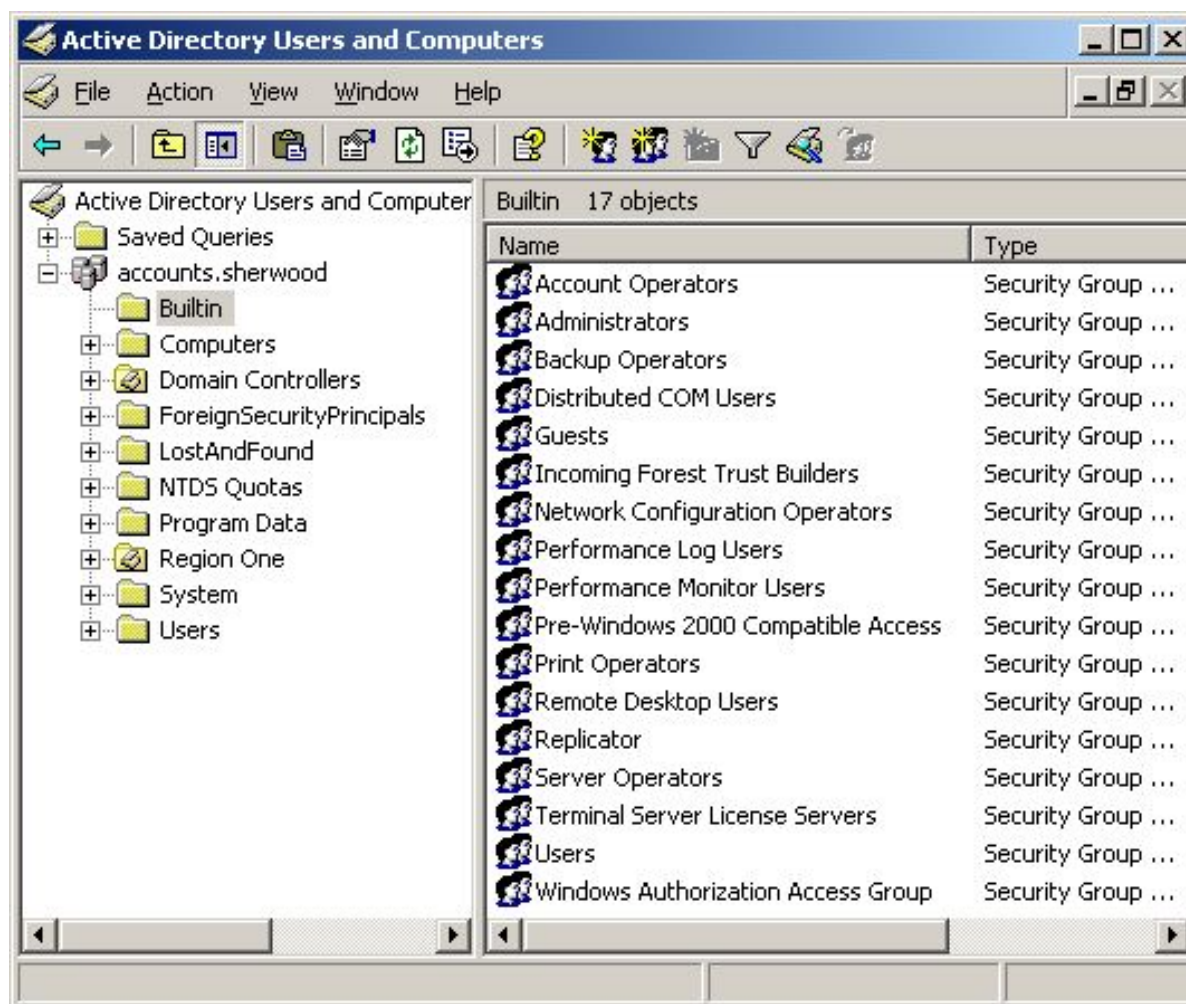 Active Directory Users and Computers
File Action View Window Help
Active Directory Users and Computer
Saved Queries
accounts.sherwood
Builtin
Computers
Domain Controllers
ForeignSecurityPrincipals
LostAndFound
NTDS Quotas
Program Data
Region One
System
Users
Builtin 17 objects
Name Type
Account Operators Security Group ...
Administrators Security Group ...
Backup Operators Security Group ...
Distributed COM Users Security Group ...
Guests Security Group ...
Incoming Forest Trust Builders Security Group ...
Network Configuration Operators Security Group ...
Performance Log Users Security Group ...
Performance Monitor Users Security Group ...
Pre-Windows 2000 Compatible Access Security Group ...
Print Operators Security Group ...
Remote Desktop Users Security Group ...
Replicator Security Group ...
Server Operators Security Group ...
Terminal Server License Servers Security Group ...
Users Security Group ...
Windows Authorization Access Group Security Group ...